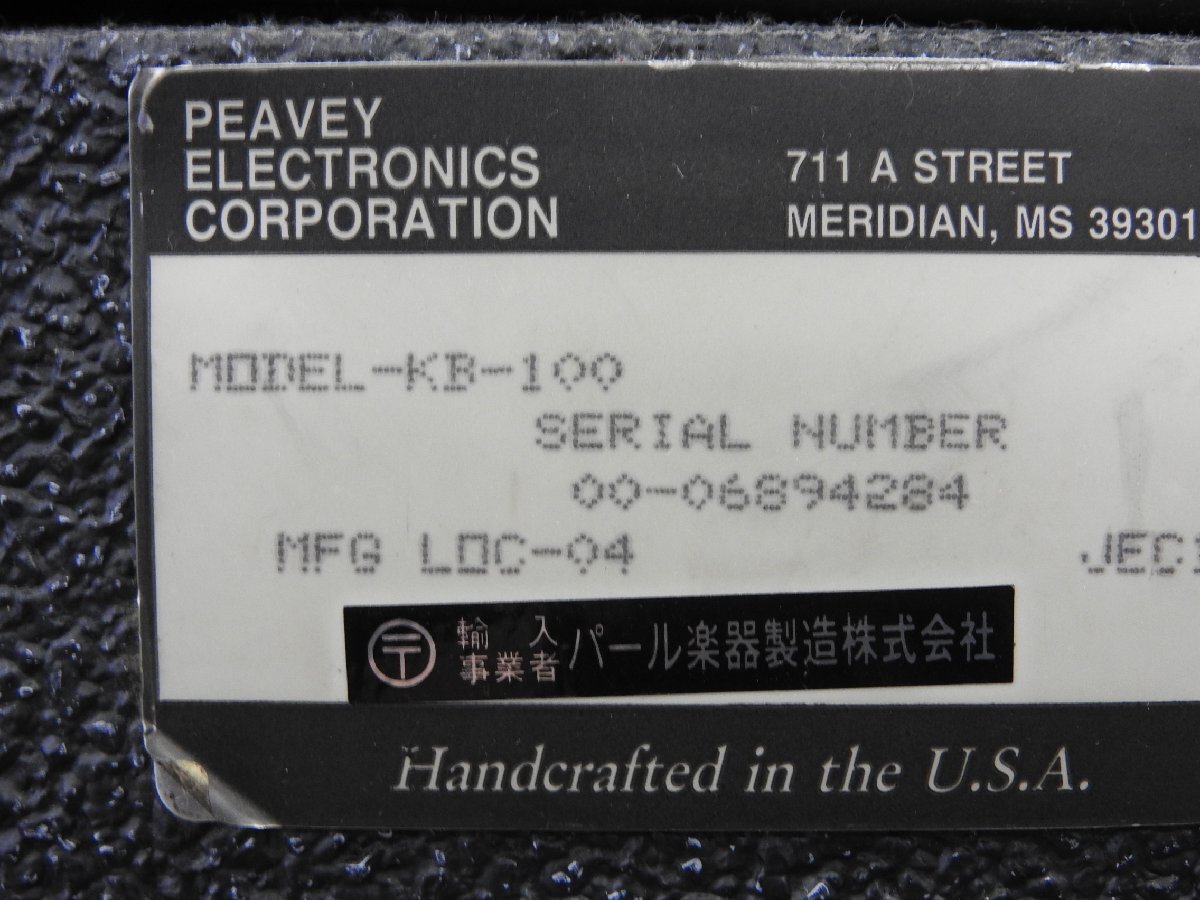 PEAVEY
ELECTRONICS
CORPORATION
711 A STREET
MERIDIAN, MS 39301
MODEL-KB-100
SERIAL NUMBER
00-06894284
MFG LOC-04
〒 輸入事業者 パール楽器製造株式会社
Handcrafted in the U.S.A.